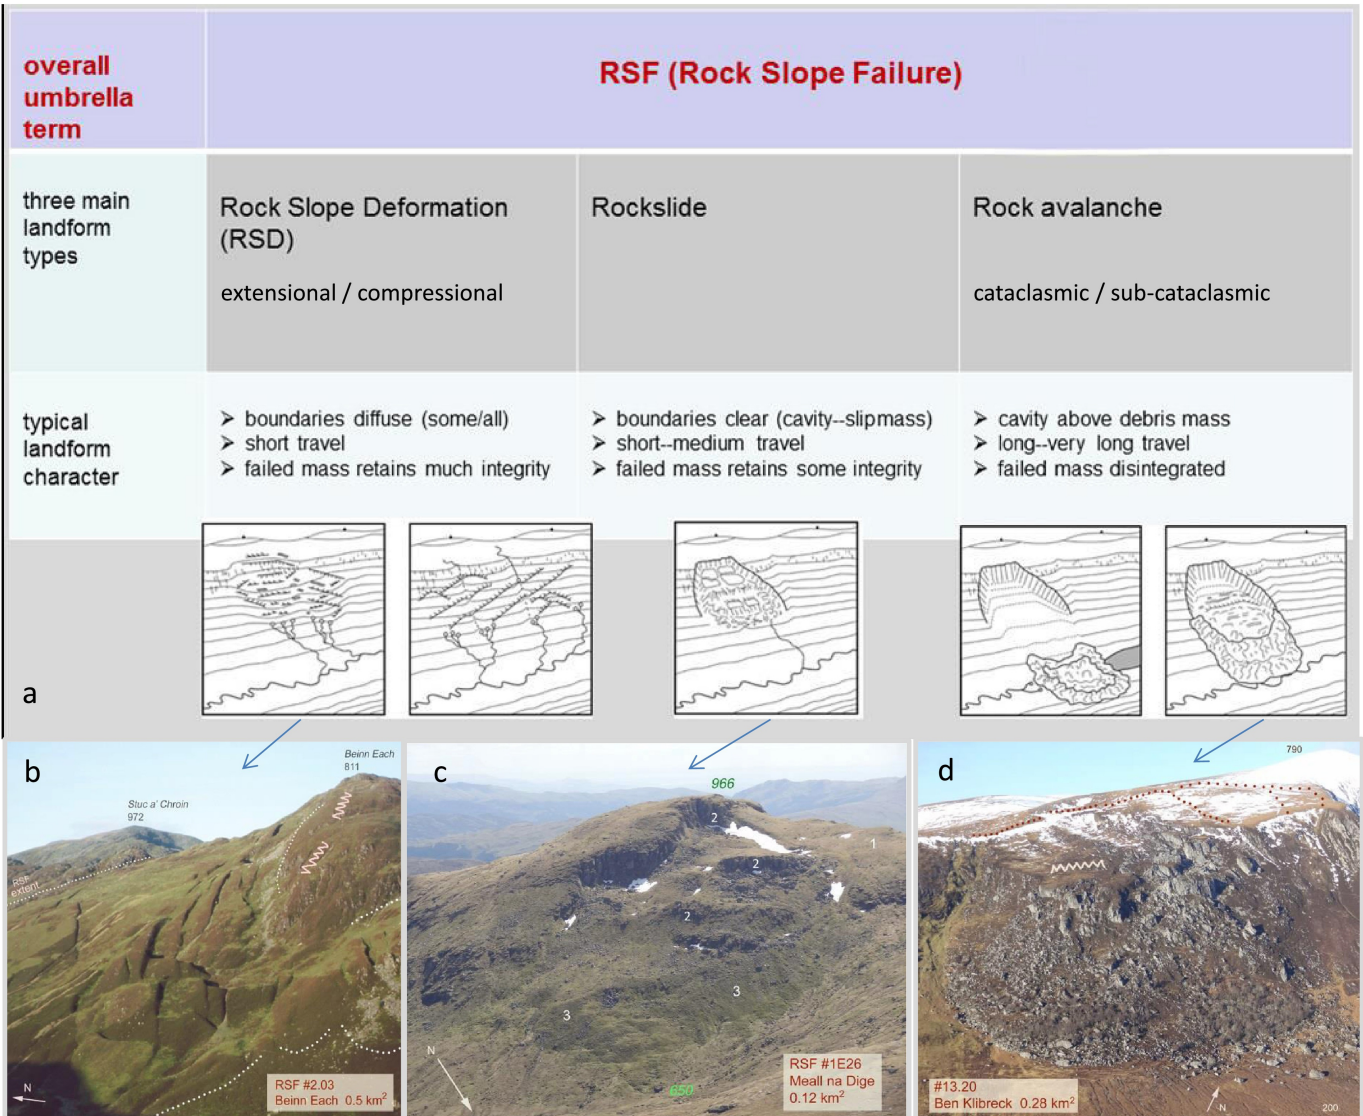 overall
umbrella
term
RSF (Rock Slope Failure)
three main
landform
types
Rock Slope Deformation
(RSD)
extensional / compressional
Rockslide
Rock avalanche
cataclasmic / sub-cataclasmic
typical
landform
character
➢ boundaries diffuse (some/all)
➢ short travel
➢ failed mass retains much integrity
➢ boundaries clear (cavity--slipmass)
➢ short--medium travel
➢ failed mass retains some integrity
➢ cavity above debris mass
➢ long--very long travel
➢ failed mass disintegrated
a
b
Beinn Each
811
Stuc a' Chroin
972
RSF
extent
N
RSF #2.03
Beinn Each 0.5 km²
c
966
2
1
2
2
3
3
N
650
RSF #1E26
Meall na Dige
0.12 km²
d
790
#13.20
Ben Klibreck 0.28 km²
N
200